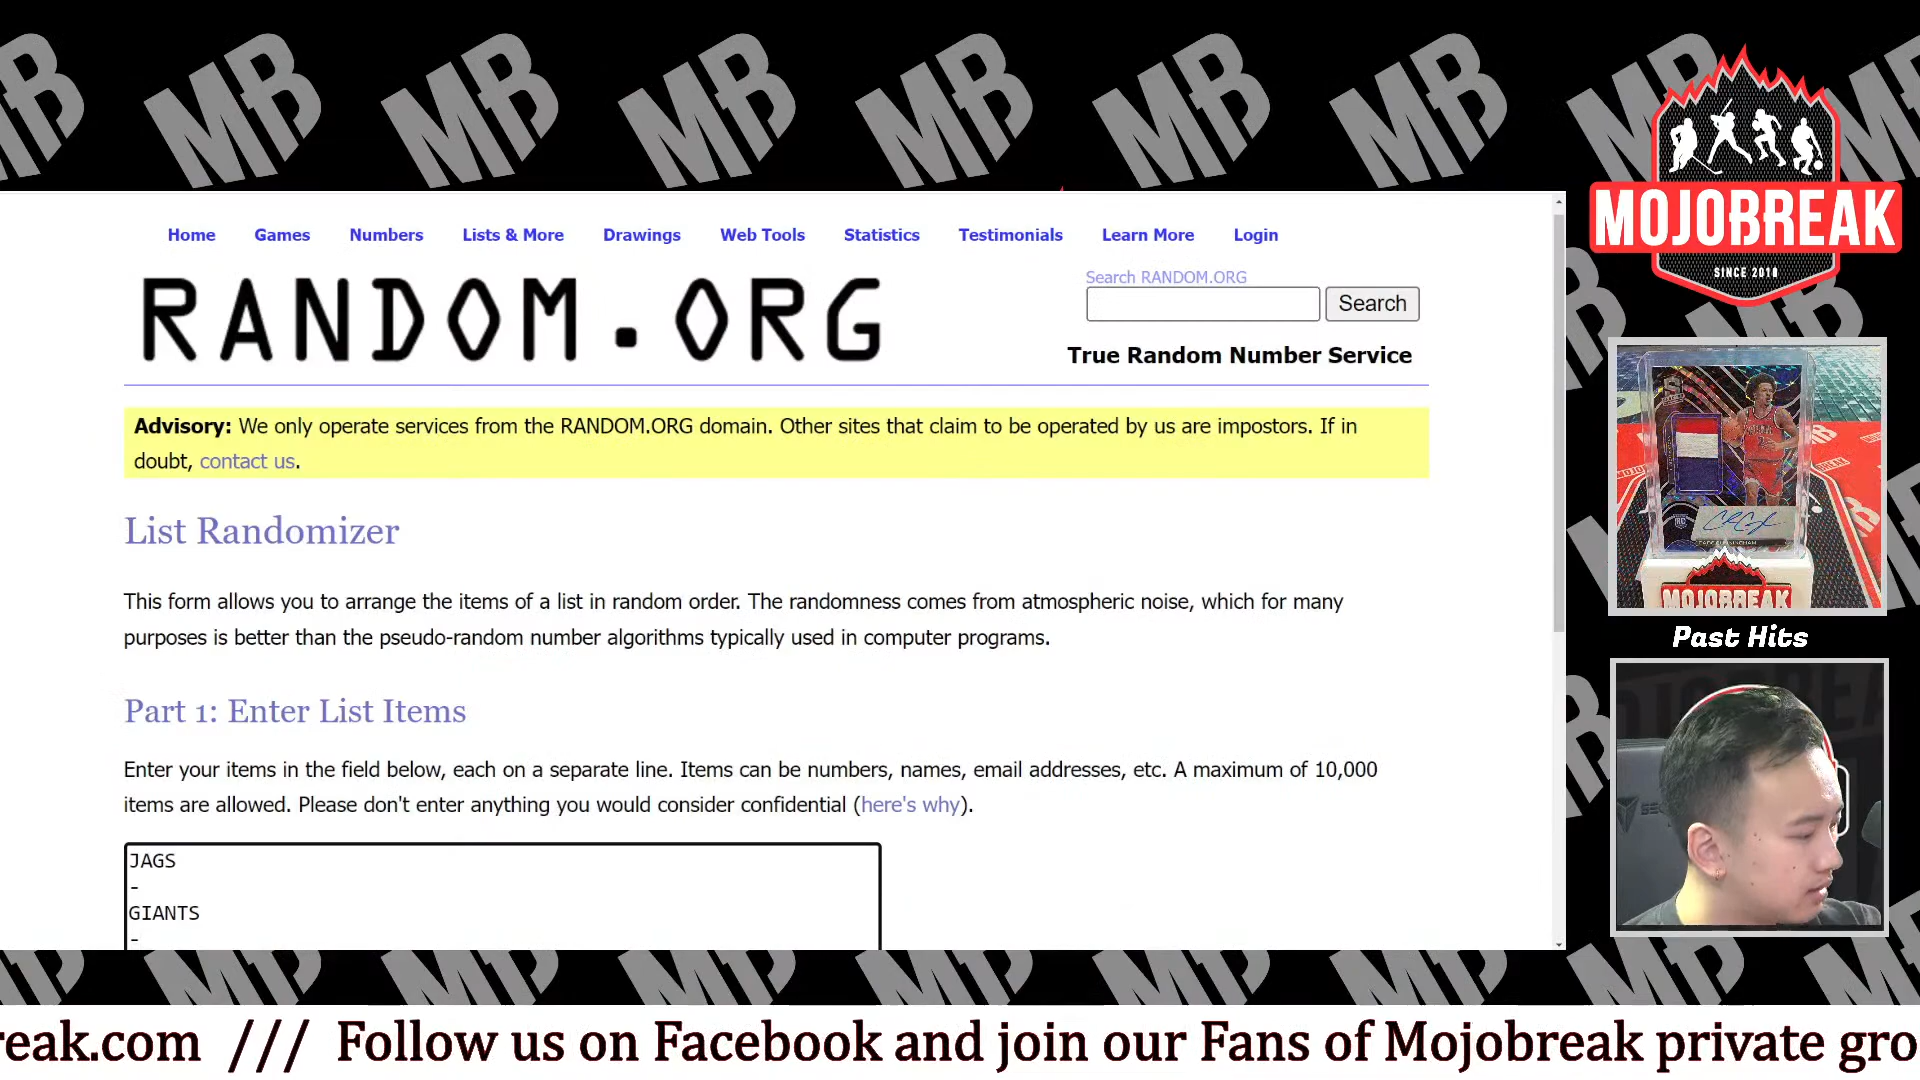 MB MB MB MB MB MB MB MB
MOJOBREAK
SINCE 2010
Home Games Numbers Lists & More Drawings Web Tools Statistics Testimonials Learn More Login
RANDOM.ORG
Search RANDOM.ORG
Search
True Random Number Service
Advisory: We only operate services from the RANDOM.ORG domain. Other sites that claim to be operated by us are impostors. If in
doubt, contact us.
List Randomizer
This form allows you to arrange the items of a list in random order. The randomness comes from atmospheric noise, which for many
purposes is better than the pseudo-random number algorithms typically used in computer programs.
Part 1: Enter List Items
Enter your items in the field below, each on a separate line. Items can be numbers, names, email addresses, etc. A maximum of 10,000
items are allowed. Please don't enter anything you would consider confidential (here's why).
JAGS
-
GIANTS
-
MOJOBREAK
Past Hits
eak.com /// Follow us on Facebook and join our Fans of Mojobreak private gro